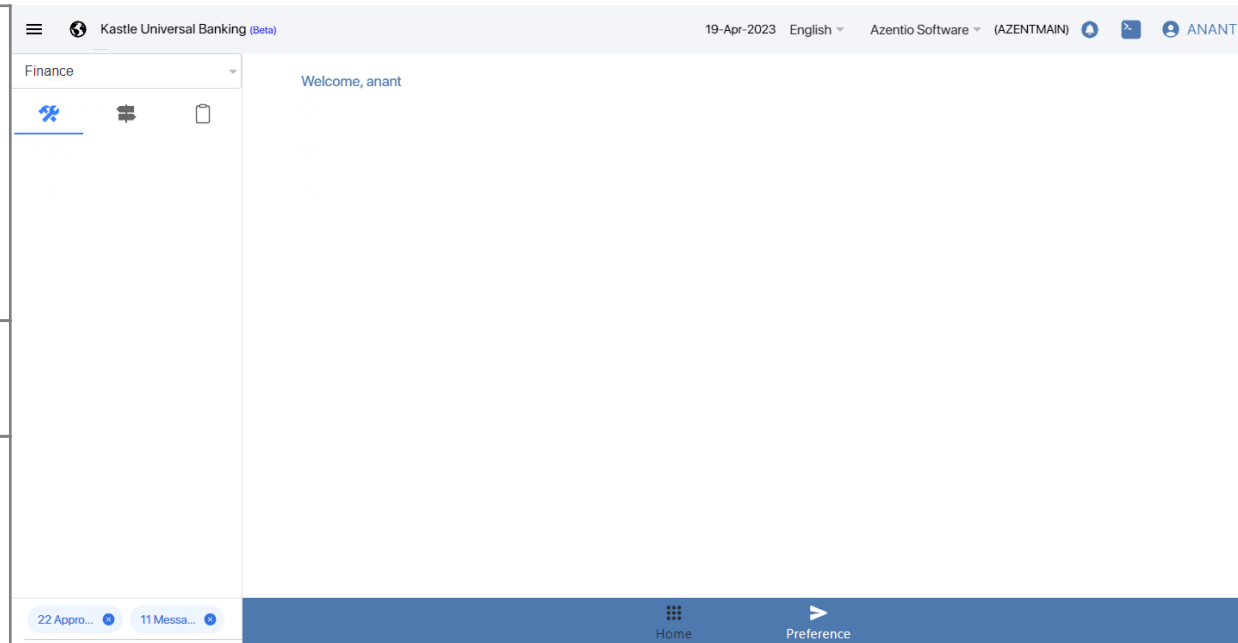 Kastle Universal Banking (Beta)
19-Apr-2023 English Azentio Software (AZENTMAIN) ANANT
Finance
Welcome, anant
22 Appro... 11 Messa...
Home Preference